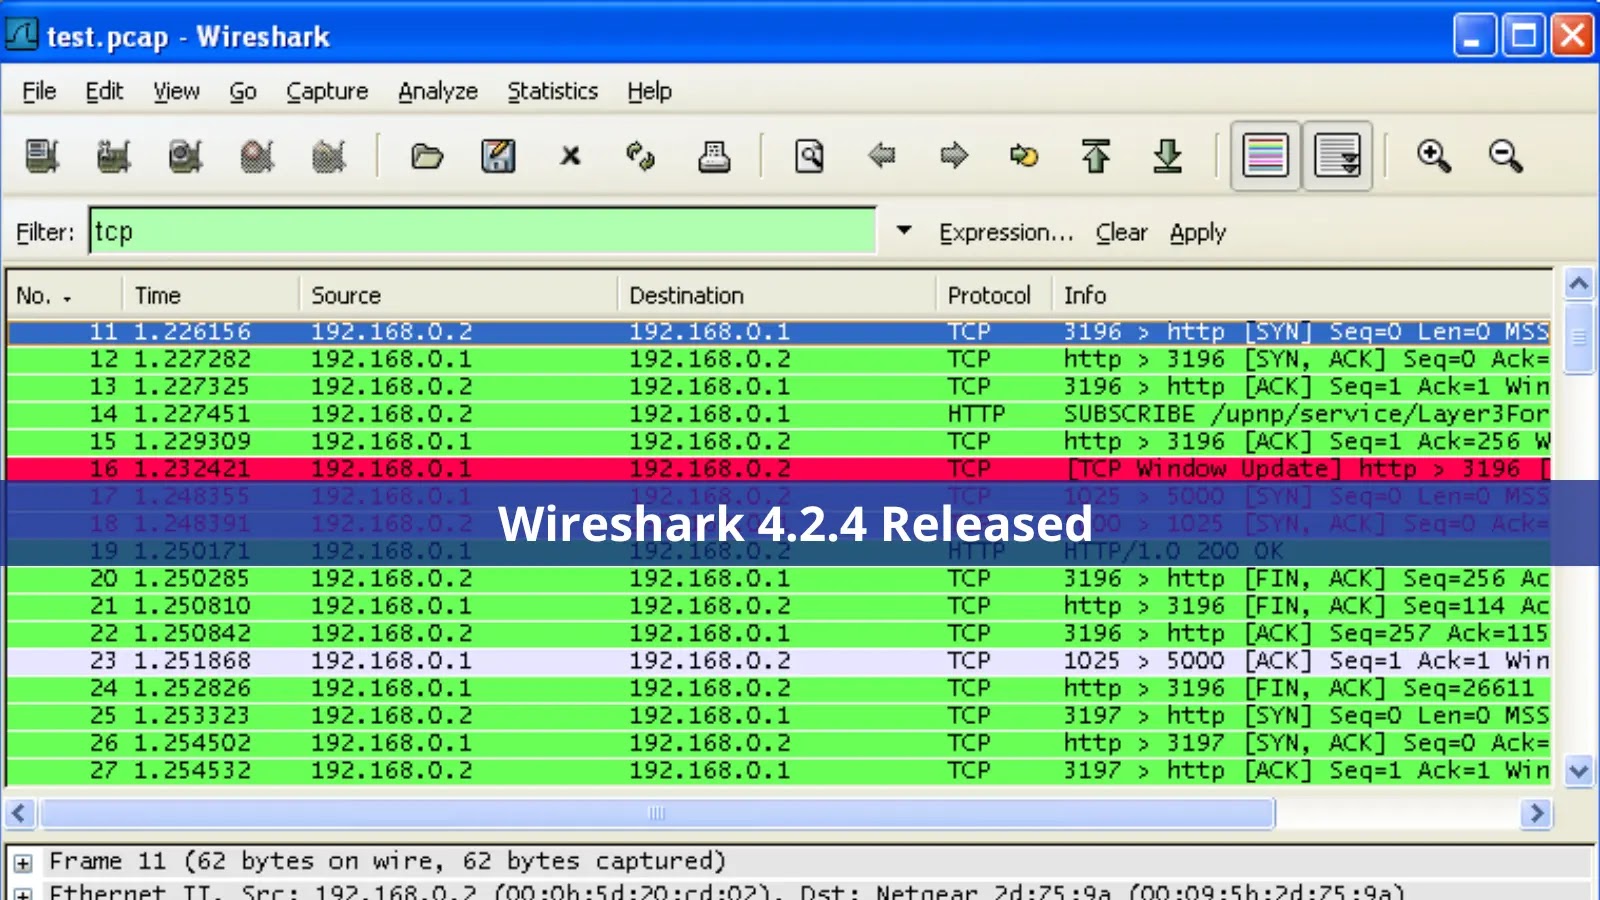 test.pcap - Wireshark
File Edit View Go Capture Analyze Statistics Help
Filter: tcp Expression... Clear Apply
No. Time Source Destination Protocol Info
11 1.226156 192.168.0.2 192.168.0.1 TCP 3196 > http [SYN] Seq=0 Len=0 MSS
12 1.227282 192.168.0.1 192.168.0.2 TCP http > 3196 [SYN, ACK] Seq=0 Ack=
13 1.227325 192.168.0.2 192.168.0.1 TCP 3196 > http [ACK] Seq=1 Ack=1 Win
14 1.227451 192.168.0.2 192.168.0.1 HTTP SUBSCRIBE /upnp/service/Layer3For
15 1.229309 192.168.0.1 192.168.0.2 TCP http > 3196 [ACK] Seq=1 Ack=256 W
16 1.232421 192.168.0.1 192.168.0.2 TCP [TCP Window Update] http > 3196 [
17 1.248355 192.168.0.1 192.168.0.2 TCP 1025 > 5000 [SYN] Seq=0 Len=0 MSS
Wireshark 4.2.4 Released
18 1.248391 > 1025 [SYN, ACK] Seq=0 Ack=
19 1.250171 192.168.0.1 192.168.0.2 HTTP HTTP/1.0 200 OK
20 1.250285 192.168.0.2 192.168.0.1 TCP 3196 > http [FIN, ACK] Seq=256 Ac
21 1.250810 192.168.0.1 192.168.0.2 TCP http > 3196 [FIN, ACK] Seq=114 Ac
22 1.250842 192.168.0.2 192.168.0.1 TCP 3196 > http [ACK] Seq=257 Ack=115
23 1.251868 192.168.0.1 192.168.0.2 TCP 1025 > 5000 [ACK] Seq=1 Ack=1 Win
24 1.252826 192.168.0.1 192.168.0.2 TCP http > 3196 [FIN, ACK] Seq=26611
25 1.253323 192.168.0.2 192.168.0.1 TCP 3197 > http [SYN] Seq=0 Len=0 MSS
26 1.254502 192.168.0.1 192.168.0.2 TCP http > 3197 [SYN, ACK] Seq=0 Ack=
27 1.254532 192.168.0.2 192.168.0.1 TCP 3197 > http [ACK] Seq=1 Ack=1 Win
Frame 11 (62 bytes on wire, 62 bytes captured)
Ethernet II, Src: 192.168.0.2 (00:0b:5d:20:cd:02), Dst: Netgear_2d:75:9a (00:09:5b:2d:75:9a)